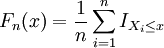 F_n(x) = \frac{1}{n} \sum_{i=1}^{n} I_{X_i \leq x}